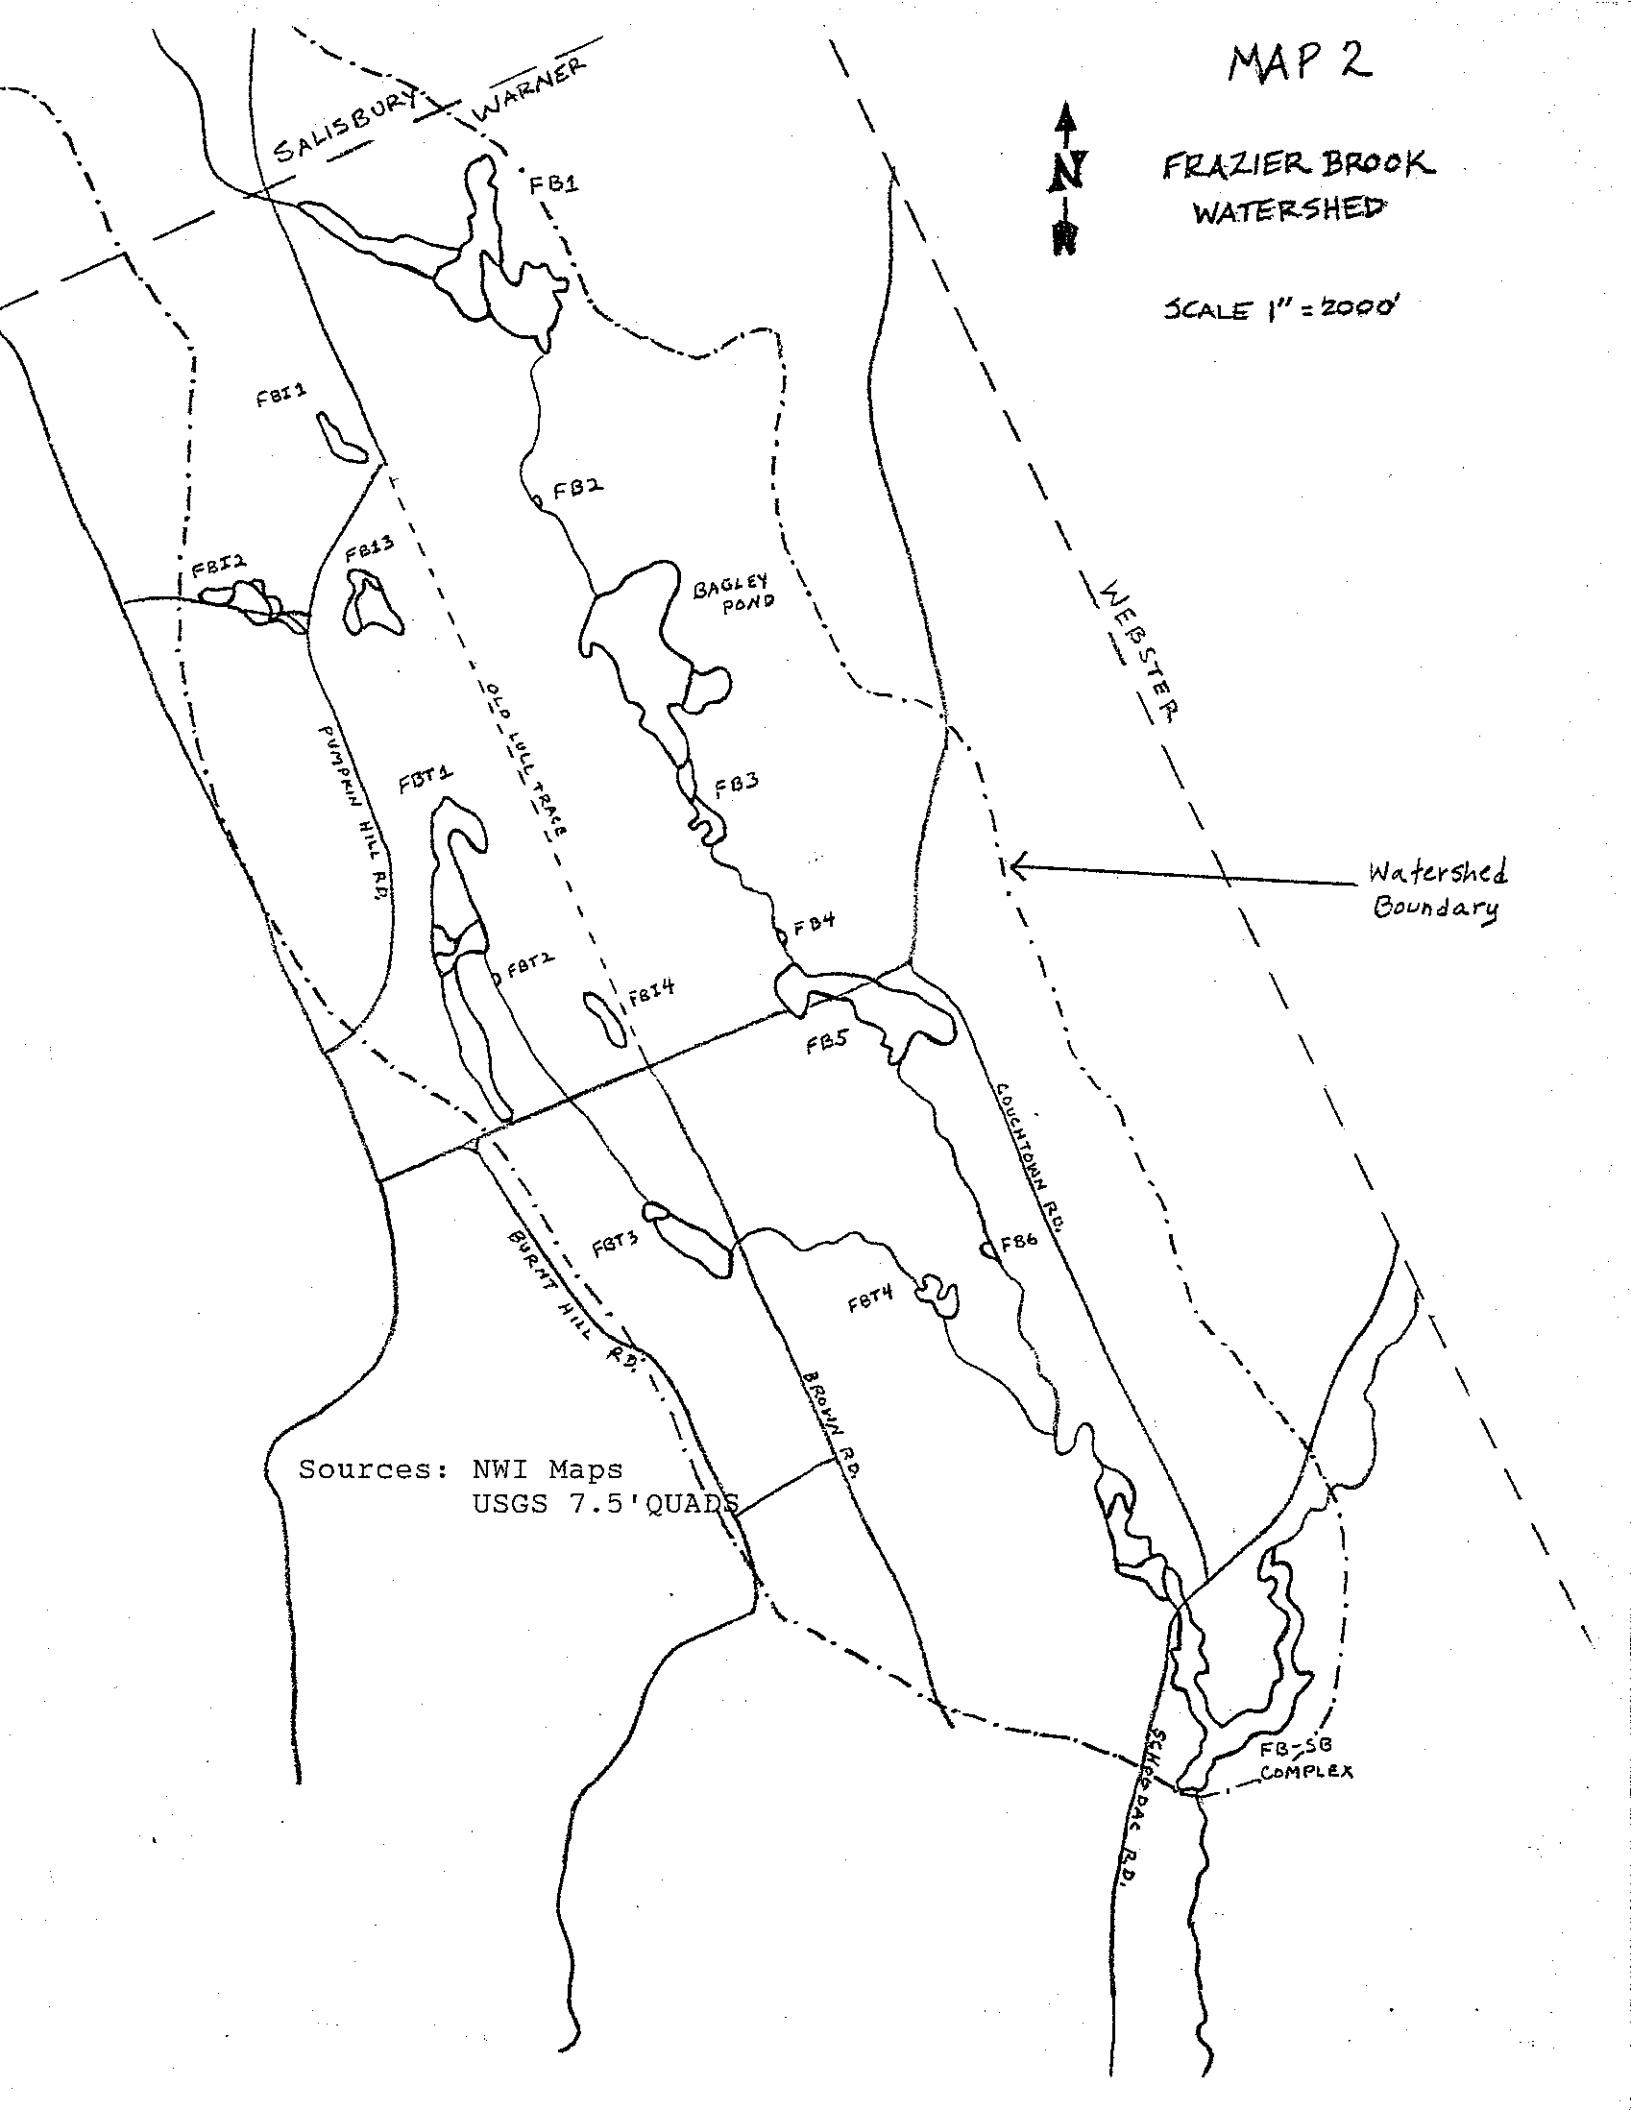 MAP 2
N
FRAZIER BROOK
WATERSHED
SCALE 1" = 2000'
SALISBURY
WARNER
FB1
FBI1
FB2
FBI2
FBI3
BAGLEY
POND
WEBSTER
OLD LULL TRACE
PUMPKIN HILL RD.
FBT1
FB3
Watershed
Boundary
FB4
FBT2
FBI4
FB5
COUCHTOWN RD.
FBT3
FB6
FBT4
BURNT HILL RD.
BROWN RD.
Sources: NWI Maps
USGS 7.5'QUADS
FB-SB
COMPLEX
SCHOODAC RD.